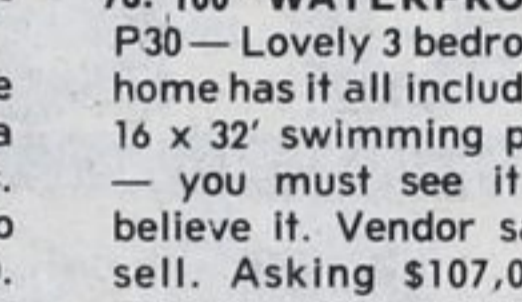 P30 — Lovely 3 bedro
home has it all includ
16 x 32' swimming p
— you must see it
believe it. Vendor sa
sell. Asking $107,0